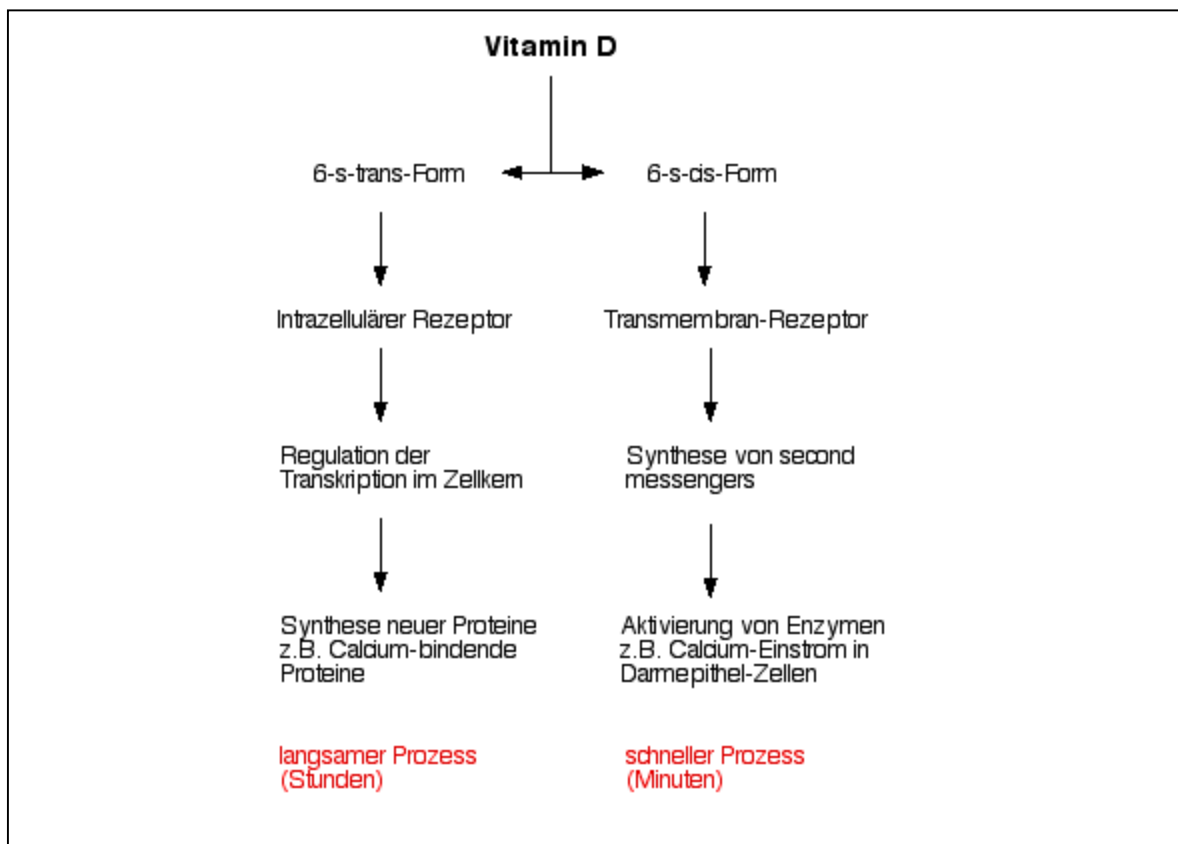 Vitamin D
6-s-trans-Form
6-s-cis-Form
Intrazellulärer Rezeptor
Transmembran-Rezeptor
Regulation der
Transkription im Zellkern
Synthese von second
messengers
Synthese neuer Proteine
z.B. Calcium-bindende
Proteine
Aktivierung von Enzymen
z.B. Calcium-Einstrom in
Darmepithel-Zellen
langsamer Prozess
(Stunden)
schneller Prozess
(Minuten)